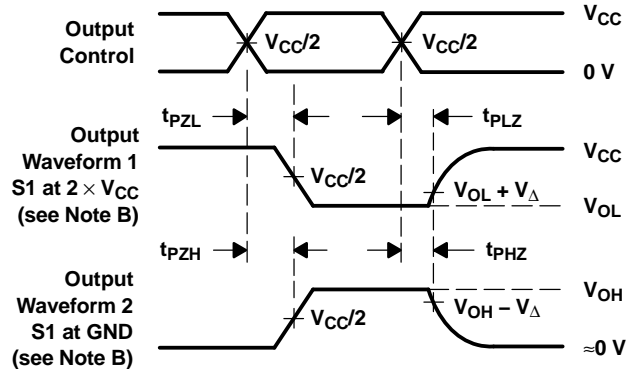 Output
Control
V_CC/2
V_CC/2
V_CC
0 V
t_PZL
t_PLZ
Output
Waveform 1
S1 at 2 × V_CC
(see Note B)
V_CC/2
V_CC
V_OL + V_Δ
V_OL
t_PZH
t_PHZ
Output
Waveform 2
S1 at GND
(see Note B)
V_CC/2
V_OH
V_OH − V_Δ
≈0 V